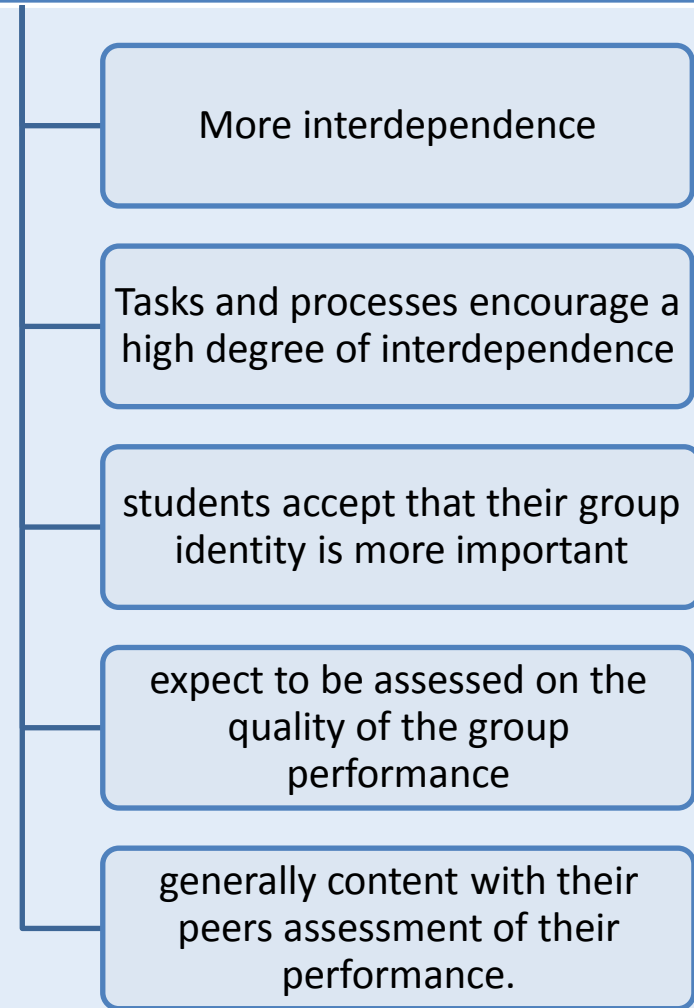 More interdependence
Tasks and processes encourage a
high degree of interdependence
students accept that their group
identity is more important
expect to be assessed on the
quality of the group
performance
generally content with their
peers assessment of their
performance.